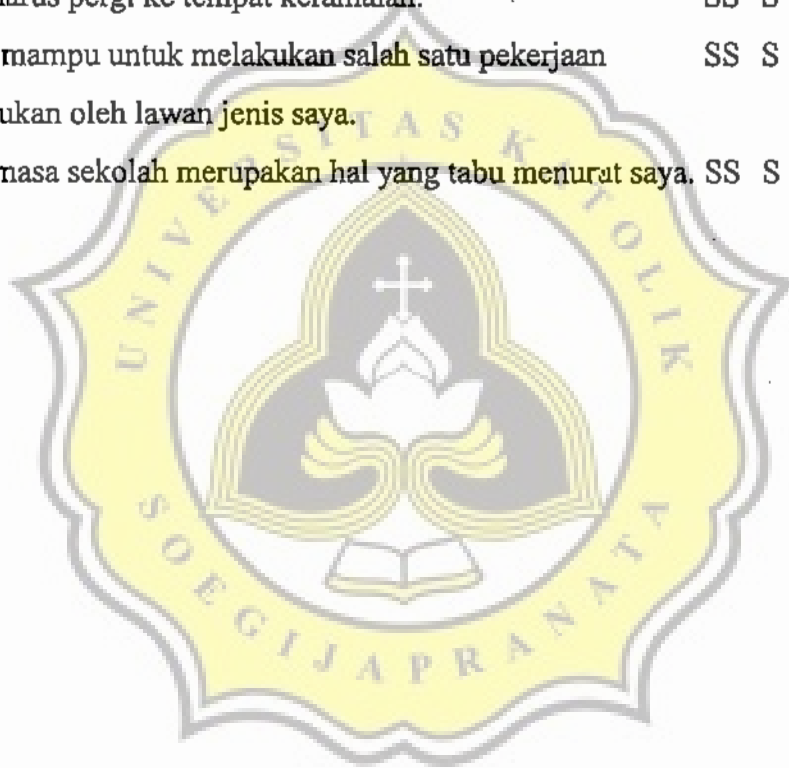 pergi ke tempat keramaian. SS S
mampu untuk melakukan salah satu pekerjaan SS S
ukan oleh lawan jenis saya.
masa sekolah merupakan hal yang tabu menurut saya. SS S
UNIVERSITAS KATOLIK
SOEGIJAPRANATA